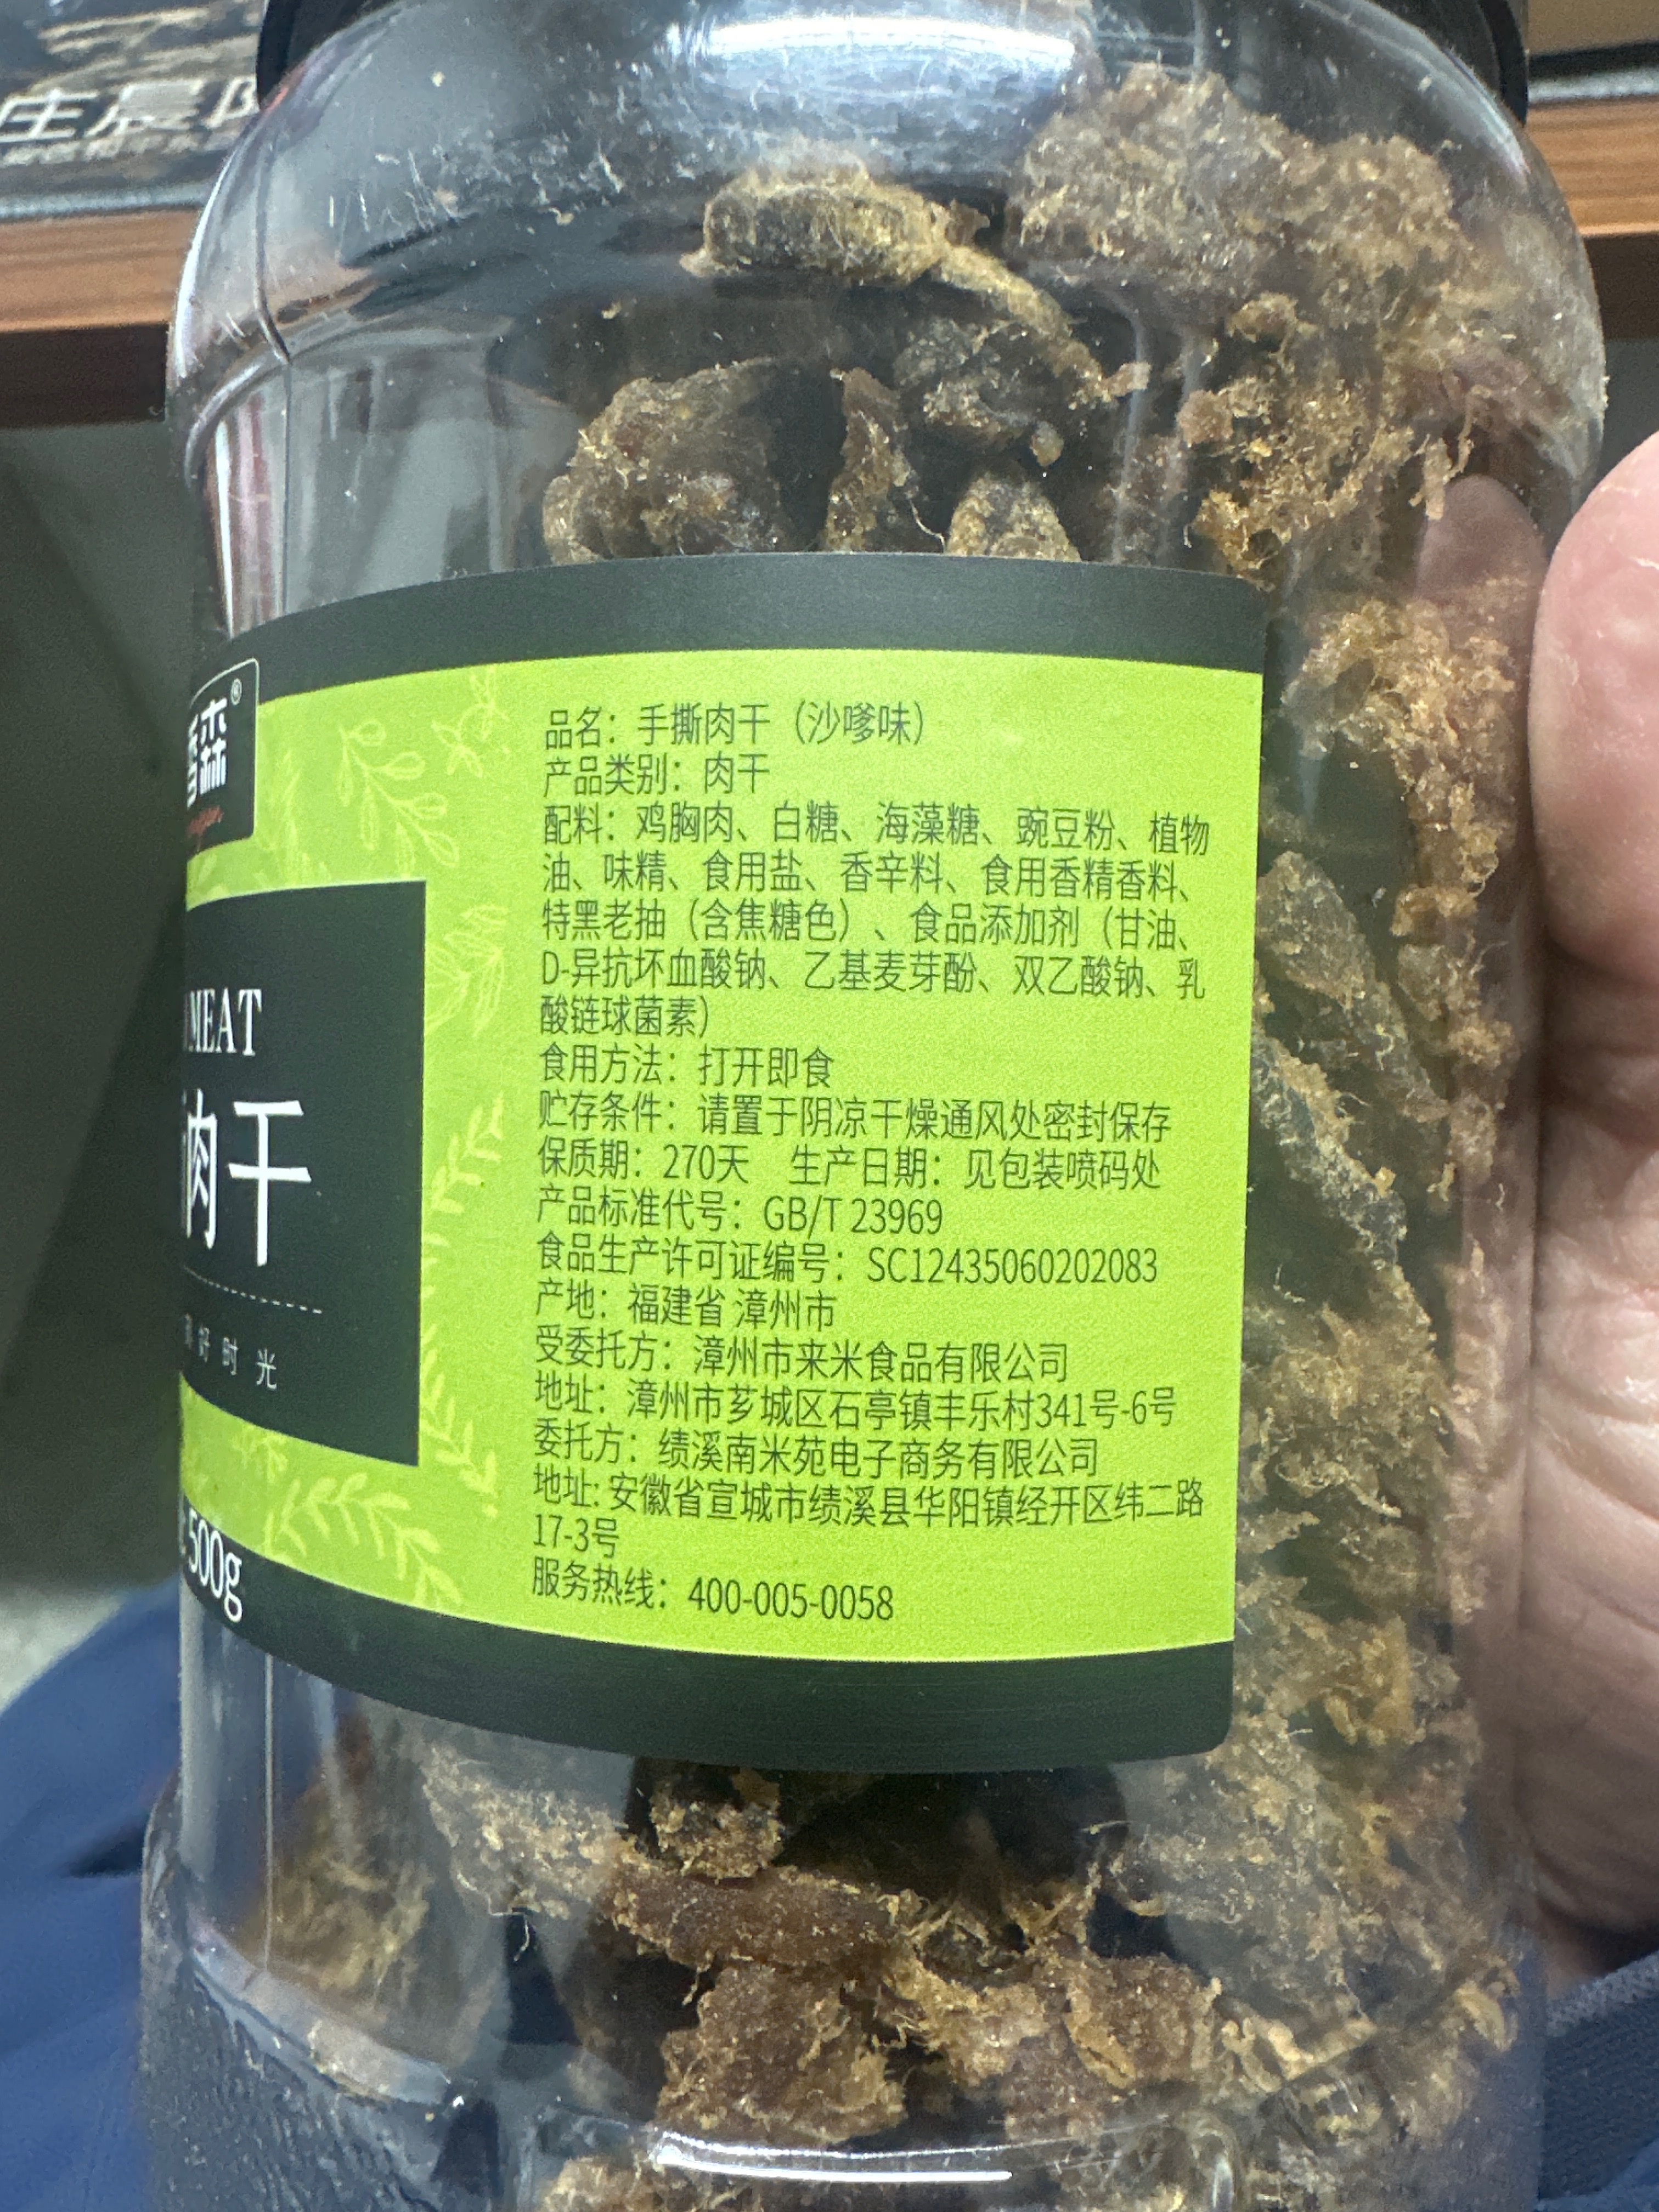 庄晨
森®
MEAT
肉干
好时光
500g
品名：手撕肉干（沙嗲味）
产品类别：肉干
配料：鸡胸肉、白糖、海藻糖、豌豆粉、植物
油、味精、食用盐、香辛料、食用香精香料、
特黑老抽（含焦糖色）、食品添加剂（甘油、
D-异抗坏血酸钠、乙基麦芽酚、双乙酸钠、乳
酸链球菌素）
食用方法：打开即食
贮存条件：请置于阴凉干燥通风处密封保存
保质期：270天 生产日期：见包装喷码处
产品标准代号：GB/T 23969
食品生产许可证编号：SC12435060202083
产地：福建省 漳州市
受委托方：漳州市来米食品有限公司
地址：漳州市芗城区石亭镇丰乐村341号-6号
委托方：绩溪南米苑电子商务有限公司
地址:安徽省宣城市绩溪县华阳镇经开区纬二路
17-3号
服务热线：400-005-0058